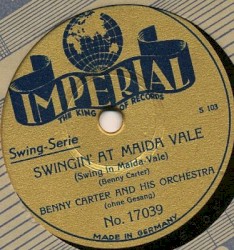 IMPERIAL
THE KING OF RECORDS
S 103
Swing-Serie
SWINGIN' AT MAIDA VALE
(Swing in Maida-Vale)
(Benny Carter)
BENNY CARTER AND HIS ORCHESTRA
(ohne Gesang)
No. 17039
MADE IN GERMANY